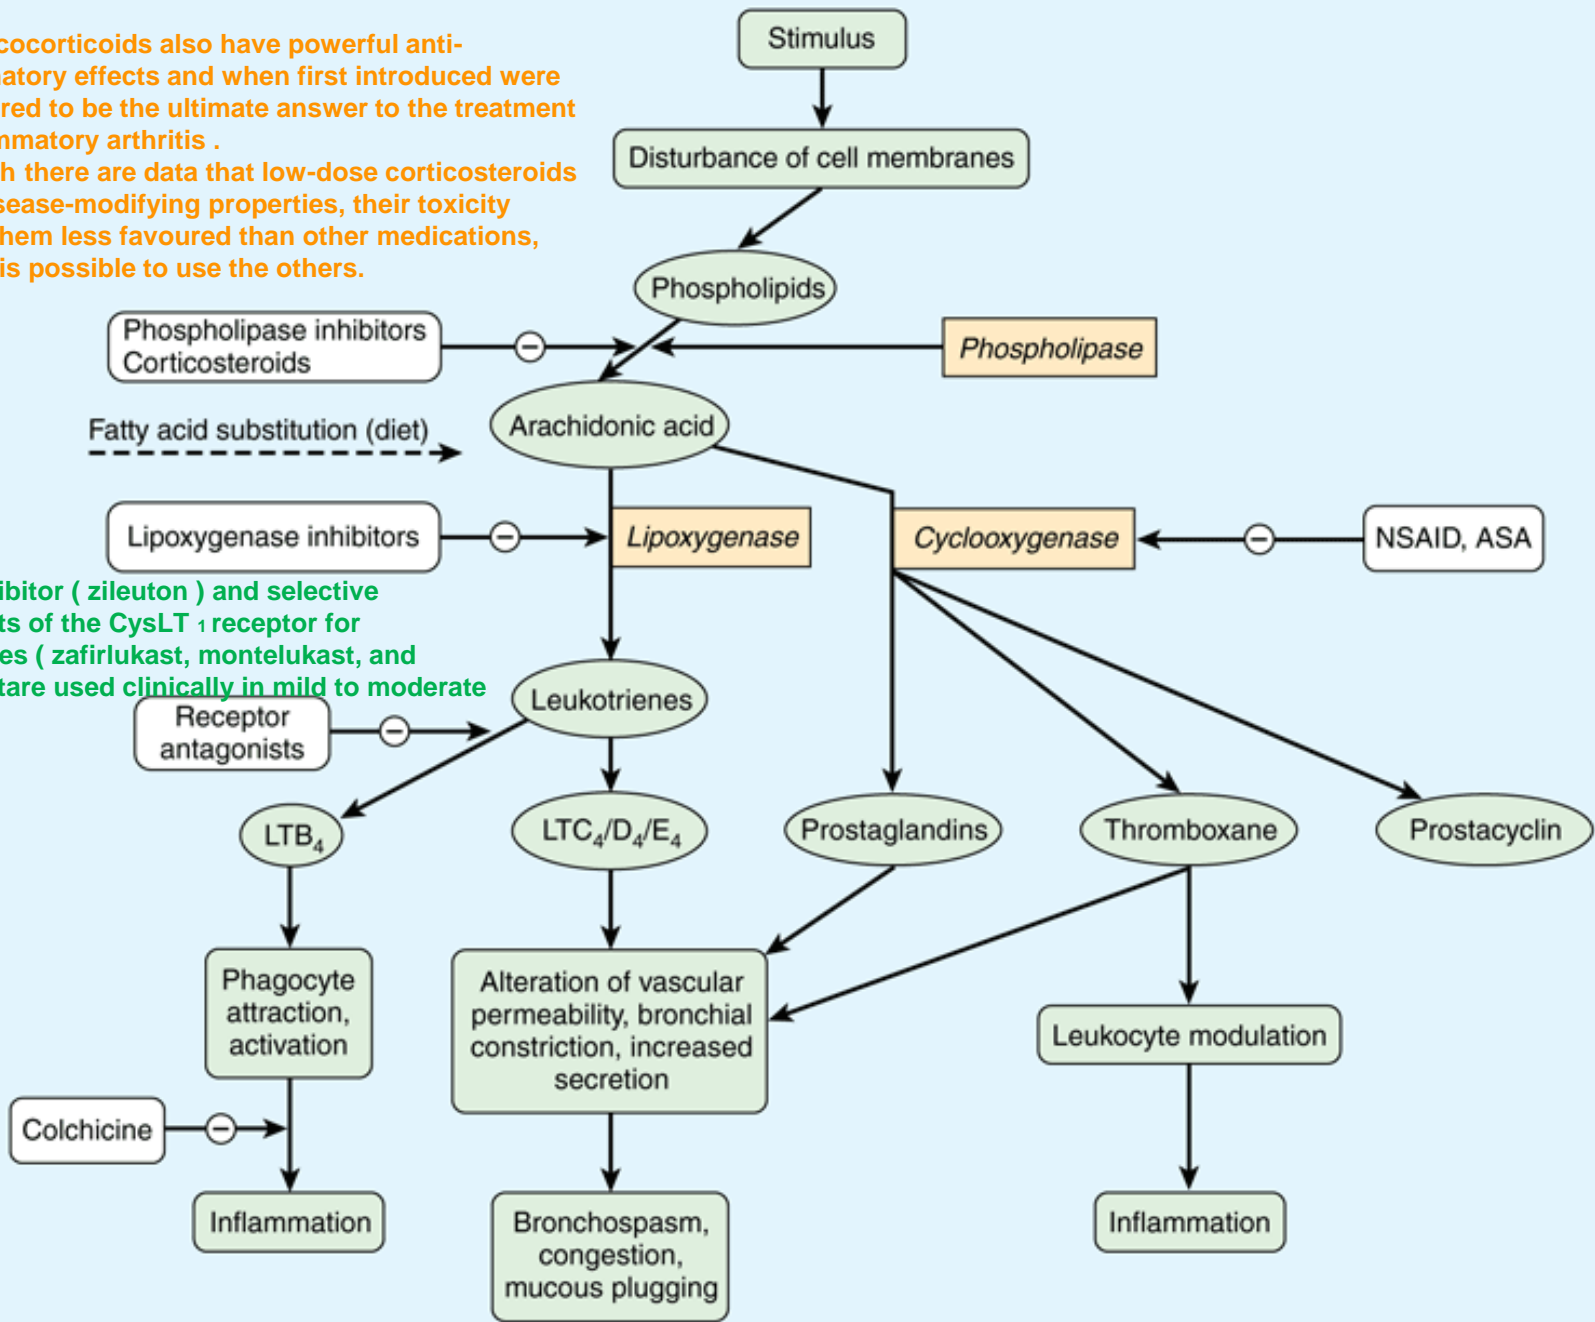 cocorticoids also have powerful anti-
matory effects and when first introduced were
red to be the ultimate answer to the treatment
mmatory arthritis .
h there are data that low-dose corticosteroids
sease-modifying properties, their toxicity
hem less favoured than other medications,
is possible to use the others.
Stimulus
Disturbance of cell membranes
Phospholipids
Phospholipase inhibitors
Corticosteroids
Phospholipase
Arachidonic acid
Fatty acid substitution (diet)
Lipoxygenase inhibitors
Lipoxygenase
Cyclooxygenase
NSAID, ASA
ibitor ( zileuton ) and selective
ts of the CysLT 1 receptor for
es ( zafirlukast, montelukast, and
tare used clinically in mild to moderate
Leukotrienes
Receptor
antagonists
LTB4
LTC4/D4/E4
Prostaglandins
Thromboxane
Prostacyclin
Phagocyte
attraction,
activation
Alteration of vascular
permeability, bronchial
constriction, increased
secretion
Leukocyte modulation
Colchicine
Inflammation
Bronchospasm,
congestion,
mucous plugging
Inflammation